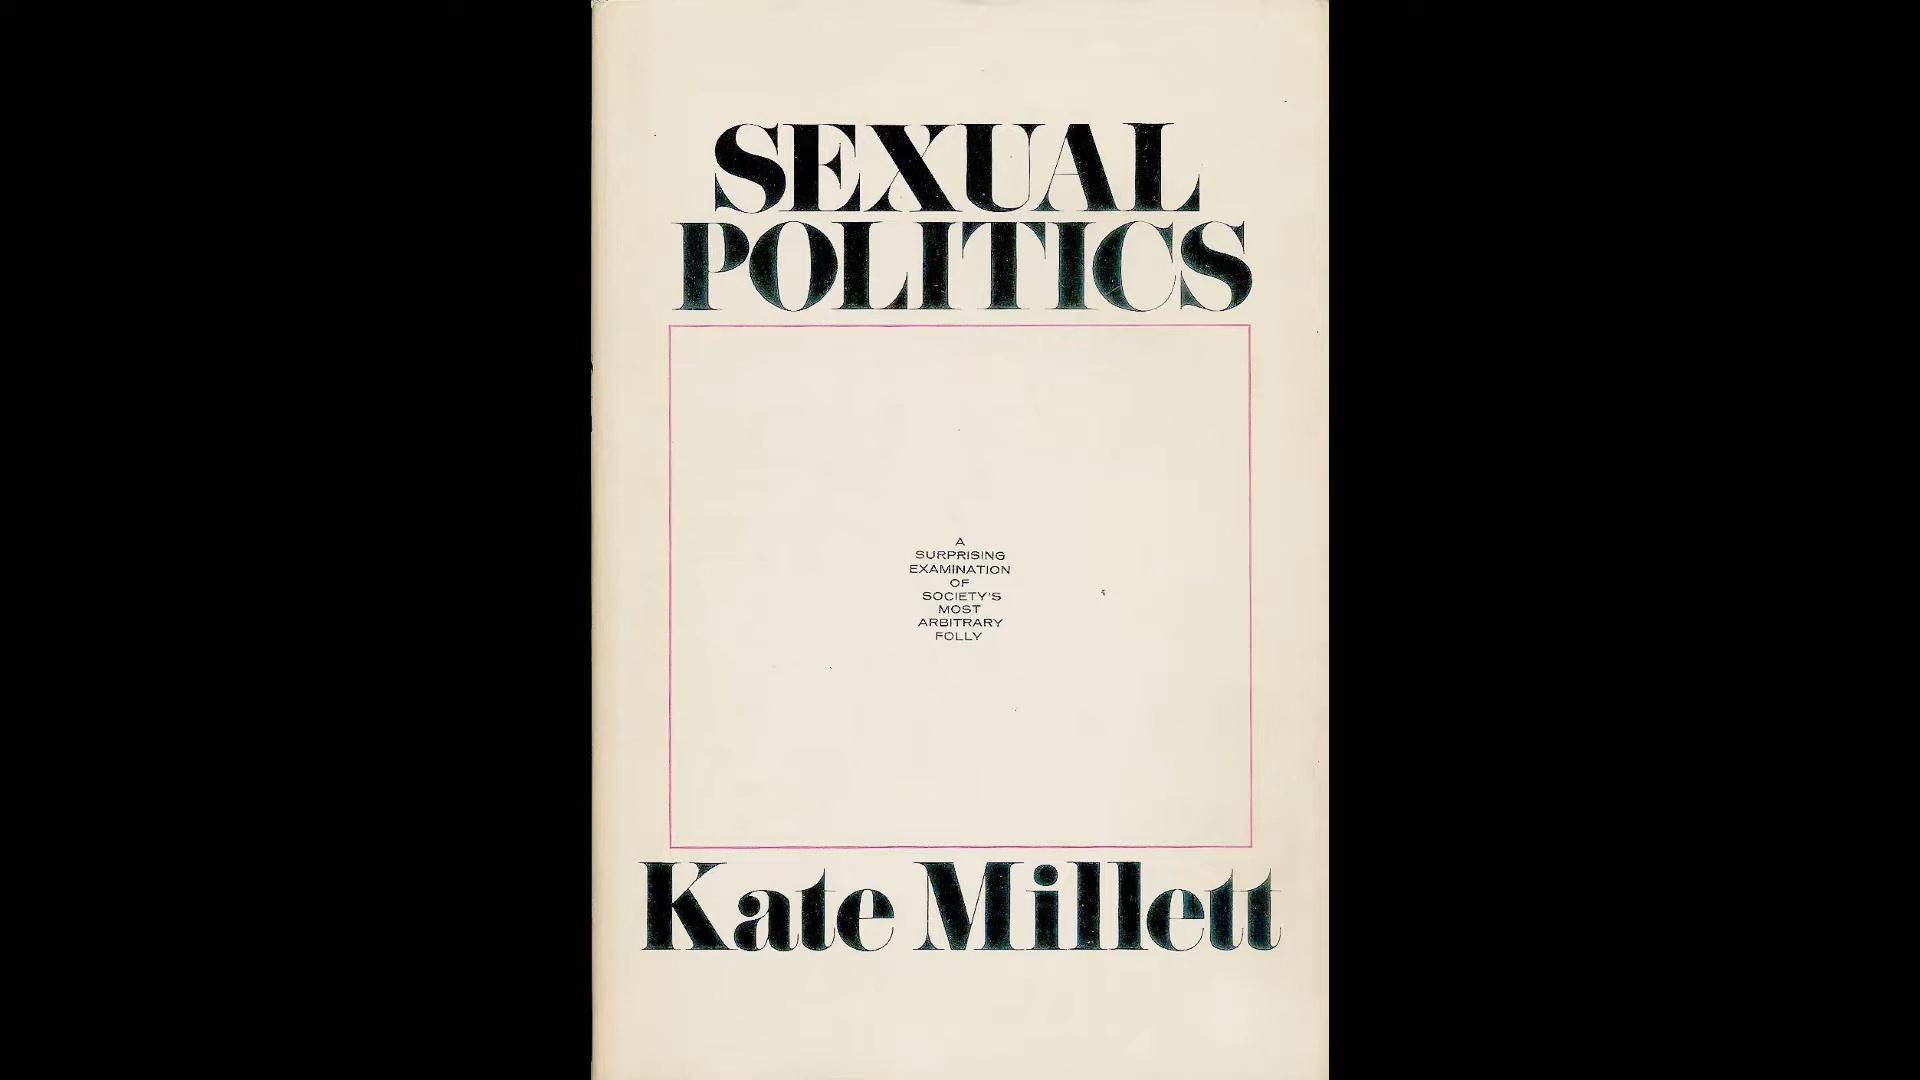 SEXUAL
POLITICS
A
SURPRISING
EXAMINATION
OF
SOCIETY'S
MOST
ARBITRARY
FOLLY
Kate Millett